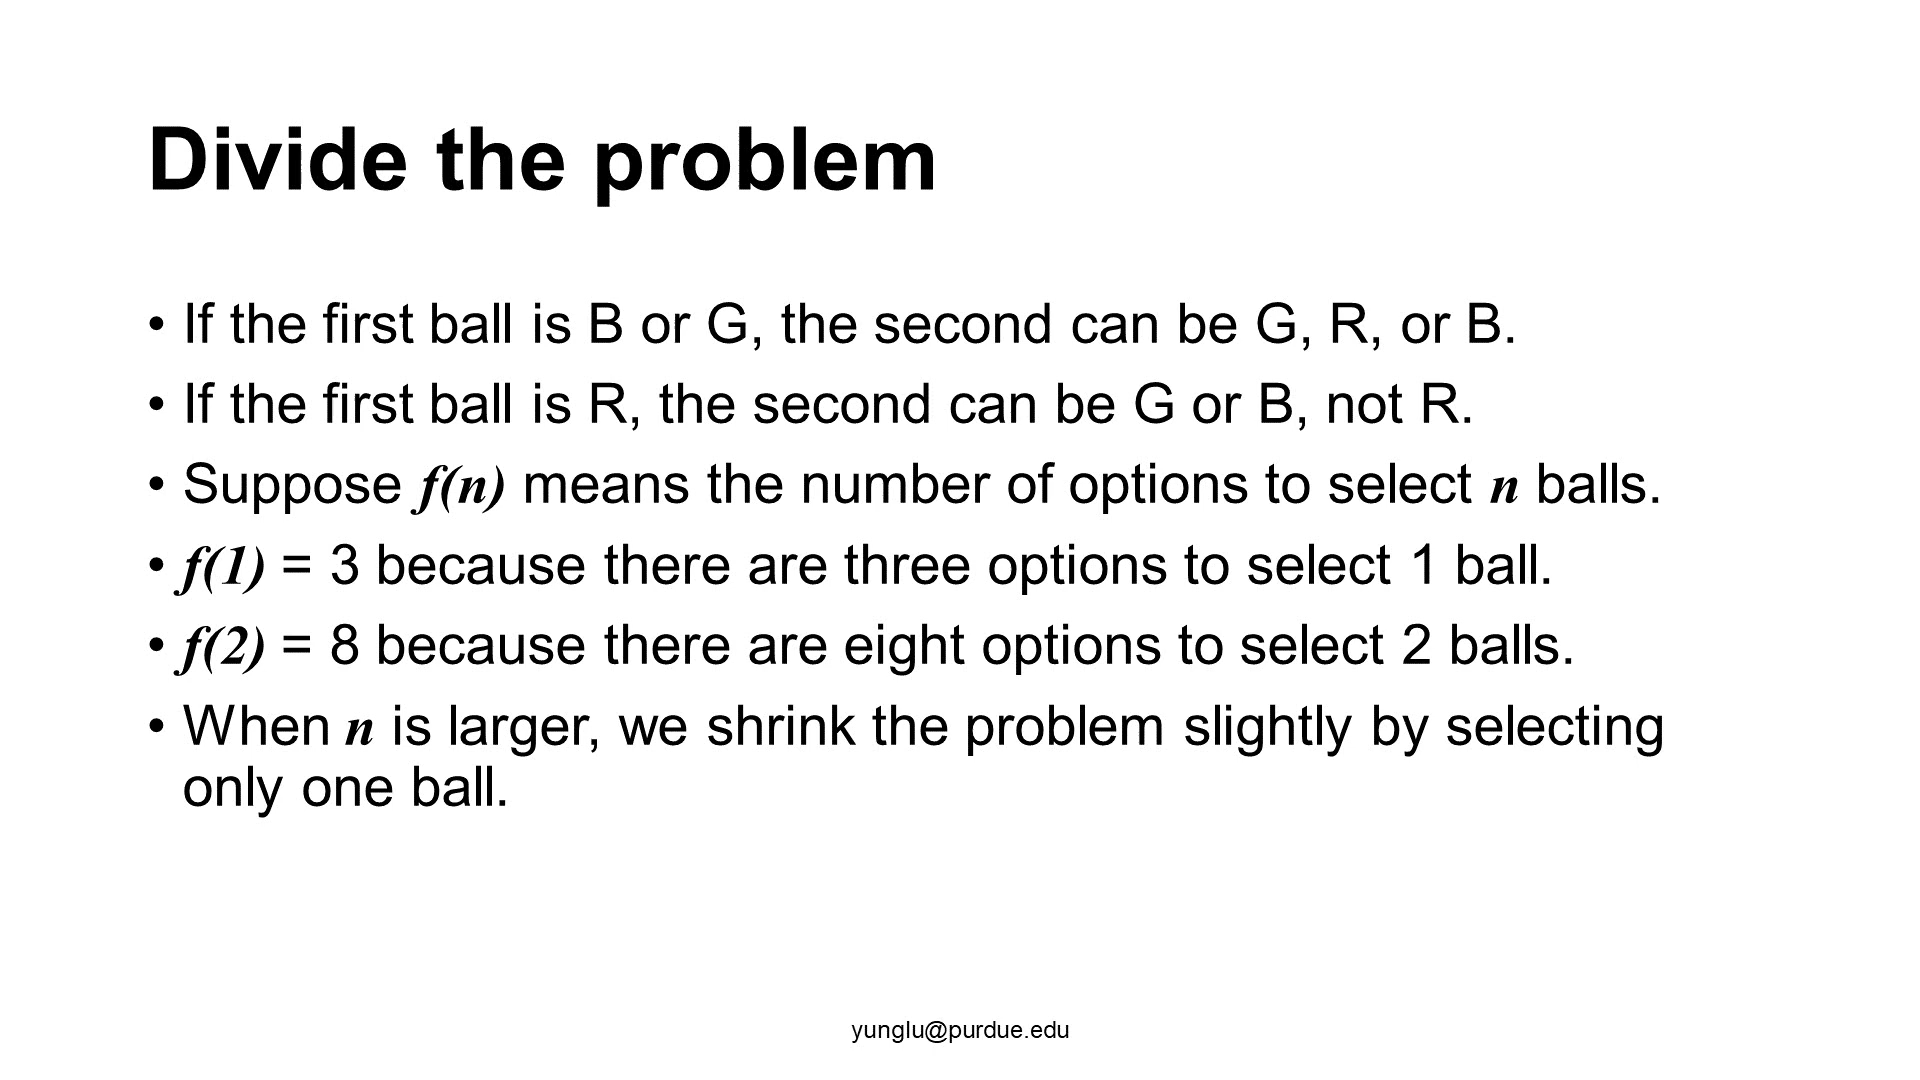 Divide the problem
• If the first ball is B or G, the second can be G, R, or B.
• If the first ball is R, the second can be G or B, not R.
• Suppose f(n) means the number of options to select n balls.
• f(1) = 3 because there are three options to select 1 ball.
• f(2) = 8 because there are eight options to select 2 balls.
• When n is larger, we shrink the problem slightly by selecting
only one ball.
yunglu@purdue.edu